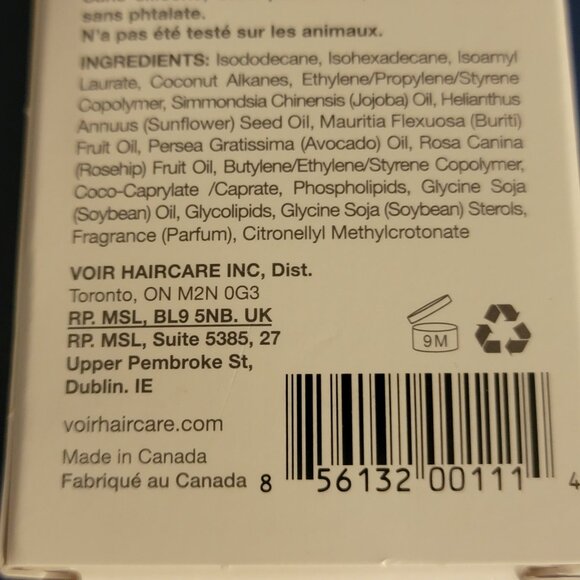 sans phtalate.
N'a pas été testé sur les animaux.
INGREDIENTS: Isododecane, Isohexadecane, Isoamyl
Laurate, Coconut Alkanes, Ethylene/Propylene/Styrene
Copolymer, Simmondsia Chinensis (Jojoba) Oil, Helianthus
Annuus (Sunflower) Seed Oil, Mauritia Flexuosa (Buriti)
Fruit Oil, Persea Gratissima (Avocado) Oil, Rosa Canina
(Rosehip) Fruit Oil, Butylene/Ethylene/Styrene Copolymer,
Coco-Caprylate /Caprate, Phospholipids, Glycine Soja
(Soybean) Oil, Glycolipids, Glycine Soja (Soybean) Sterols,
Fragrance (Parfum), Citronellyl Methylcrotonate
VOIR HAIRCARE INC, Dist.
Toronto, ON M2N 0G3
RP. MSL, BL9 5NB. UK
RP. MSL, Suite 5385, 27
Upper Pembroke St,
Dublin. IE
9M
voirhaircare.com
Made in Canada
Fabriqué au Canada
8 56132 00111 4